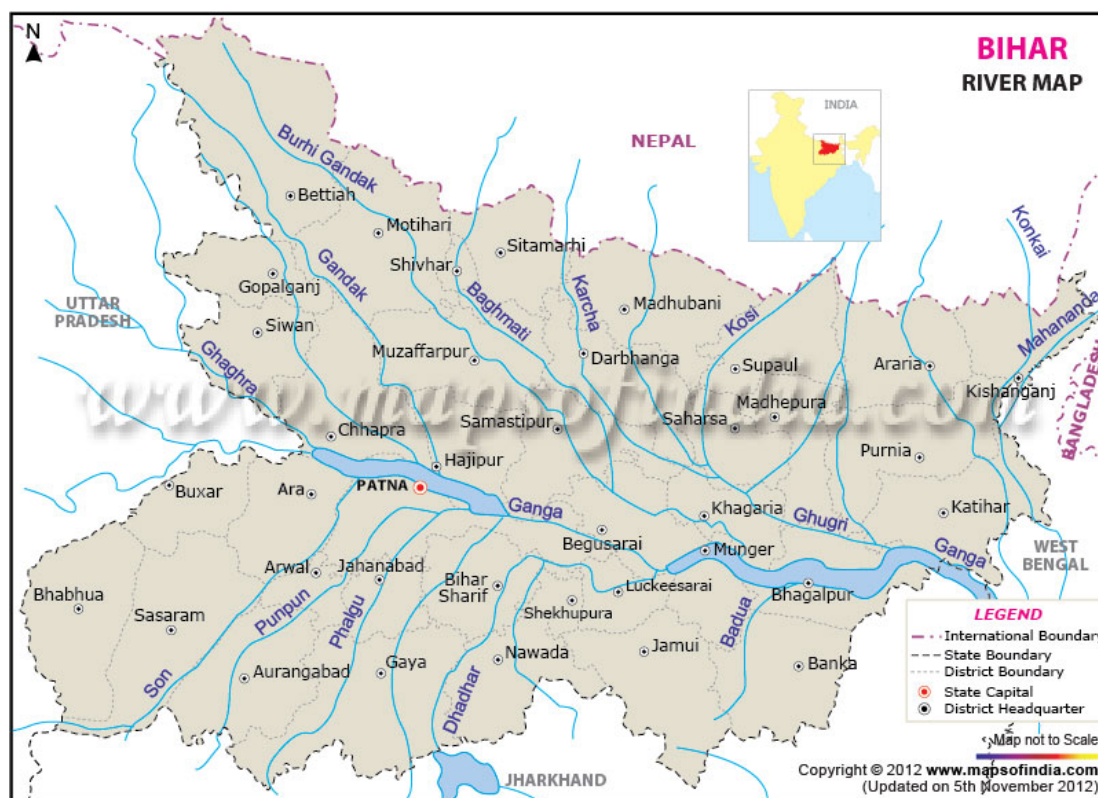 N
BIHAR
RIVER MAP
INDIA
NEPAL
Burhi Gandak
Bettiah
Motihari
Sitamarhi
Konkai
Shivhar
Gandak
Gopalganj
Baghmati
Karcha
Madhubani
Kosi
Mahananda
UTTAR
PRADESH
Siwan
Ghaghra
Muzaffarpur
Darbhanga
Supaul
Araria
Kishanganj
BANGLADESH
www.mapsofindia.com
Chhapra
Samastipur
Saharsa
Madhepura
Hajipur
Purnia
Buxar
Ara
PATNA
Ganga
Khagaria
Ghugri
Katihar
Begusarai
Munger
Ganga
WEST
BENGAL
Arwal
Jahanabad
Bihar
Sharif
Luckeesarai
Bhagalpur
Bhabhua
Sasaram
Punpun
Phalgu
Shekhupura
Badua
Son
Aurangabad
Gaya
Dhadhar
Nawada
Jamui
Banka
JHARKHAND
LEGEND
International Boundary
State Boundary
District Boundary
State Capital
District Headquarter
Map not to Scale
Copyright © 2012 www.mapsofindia.com
(Updated on 5th November 2012)